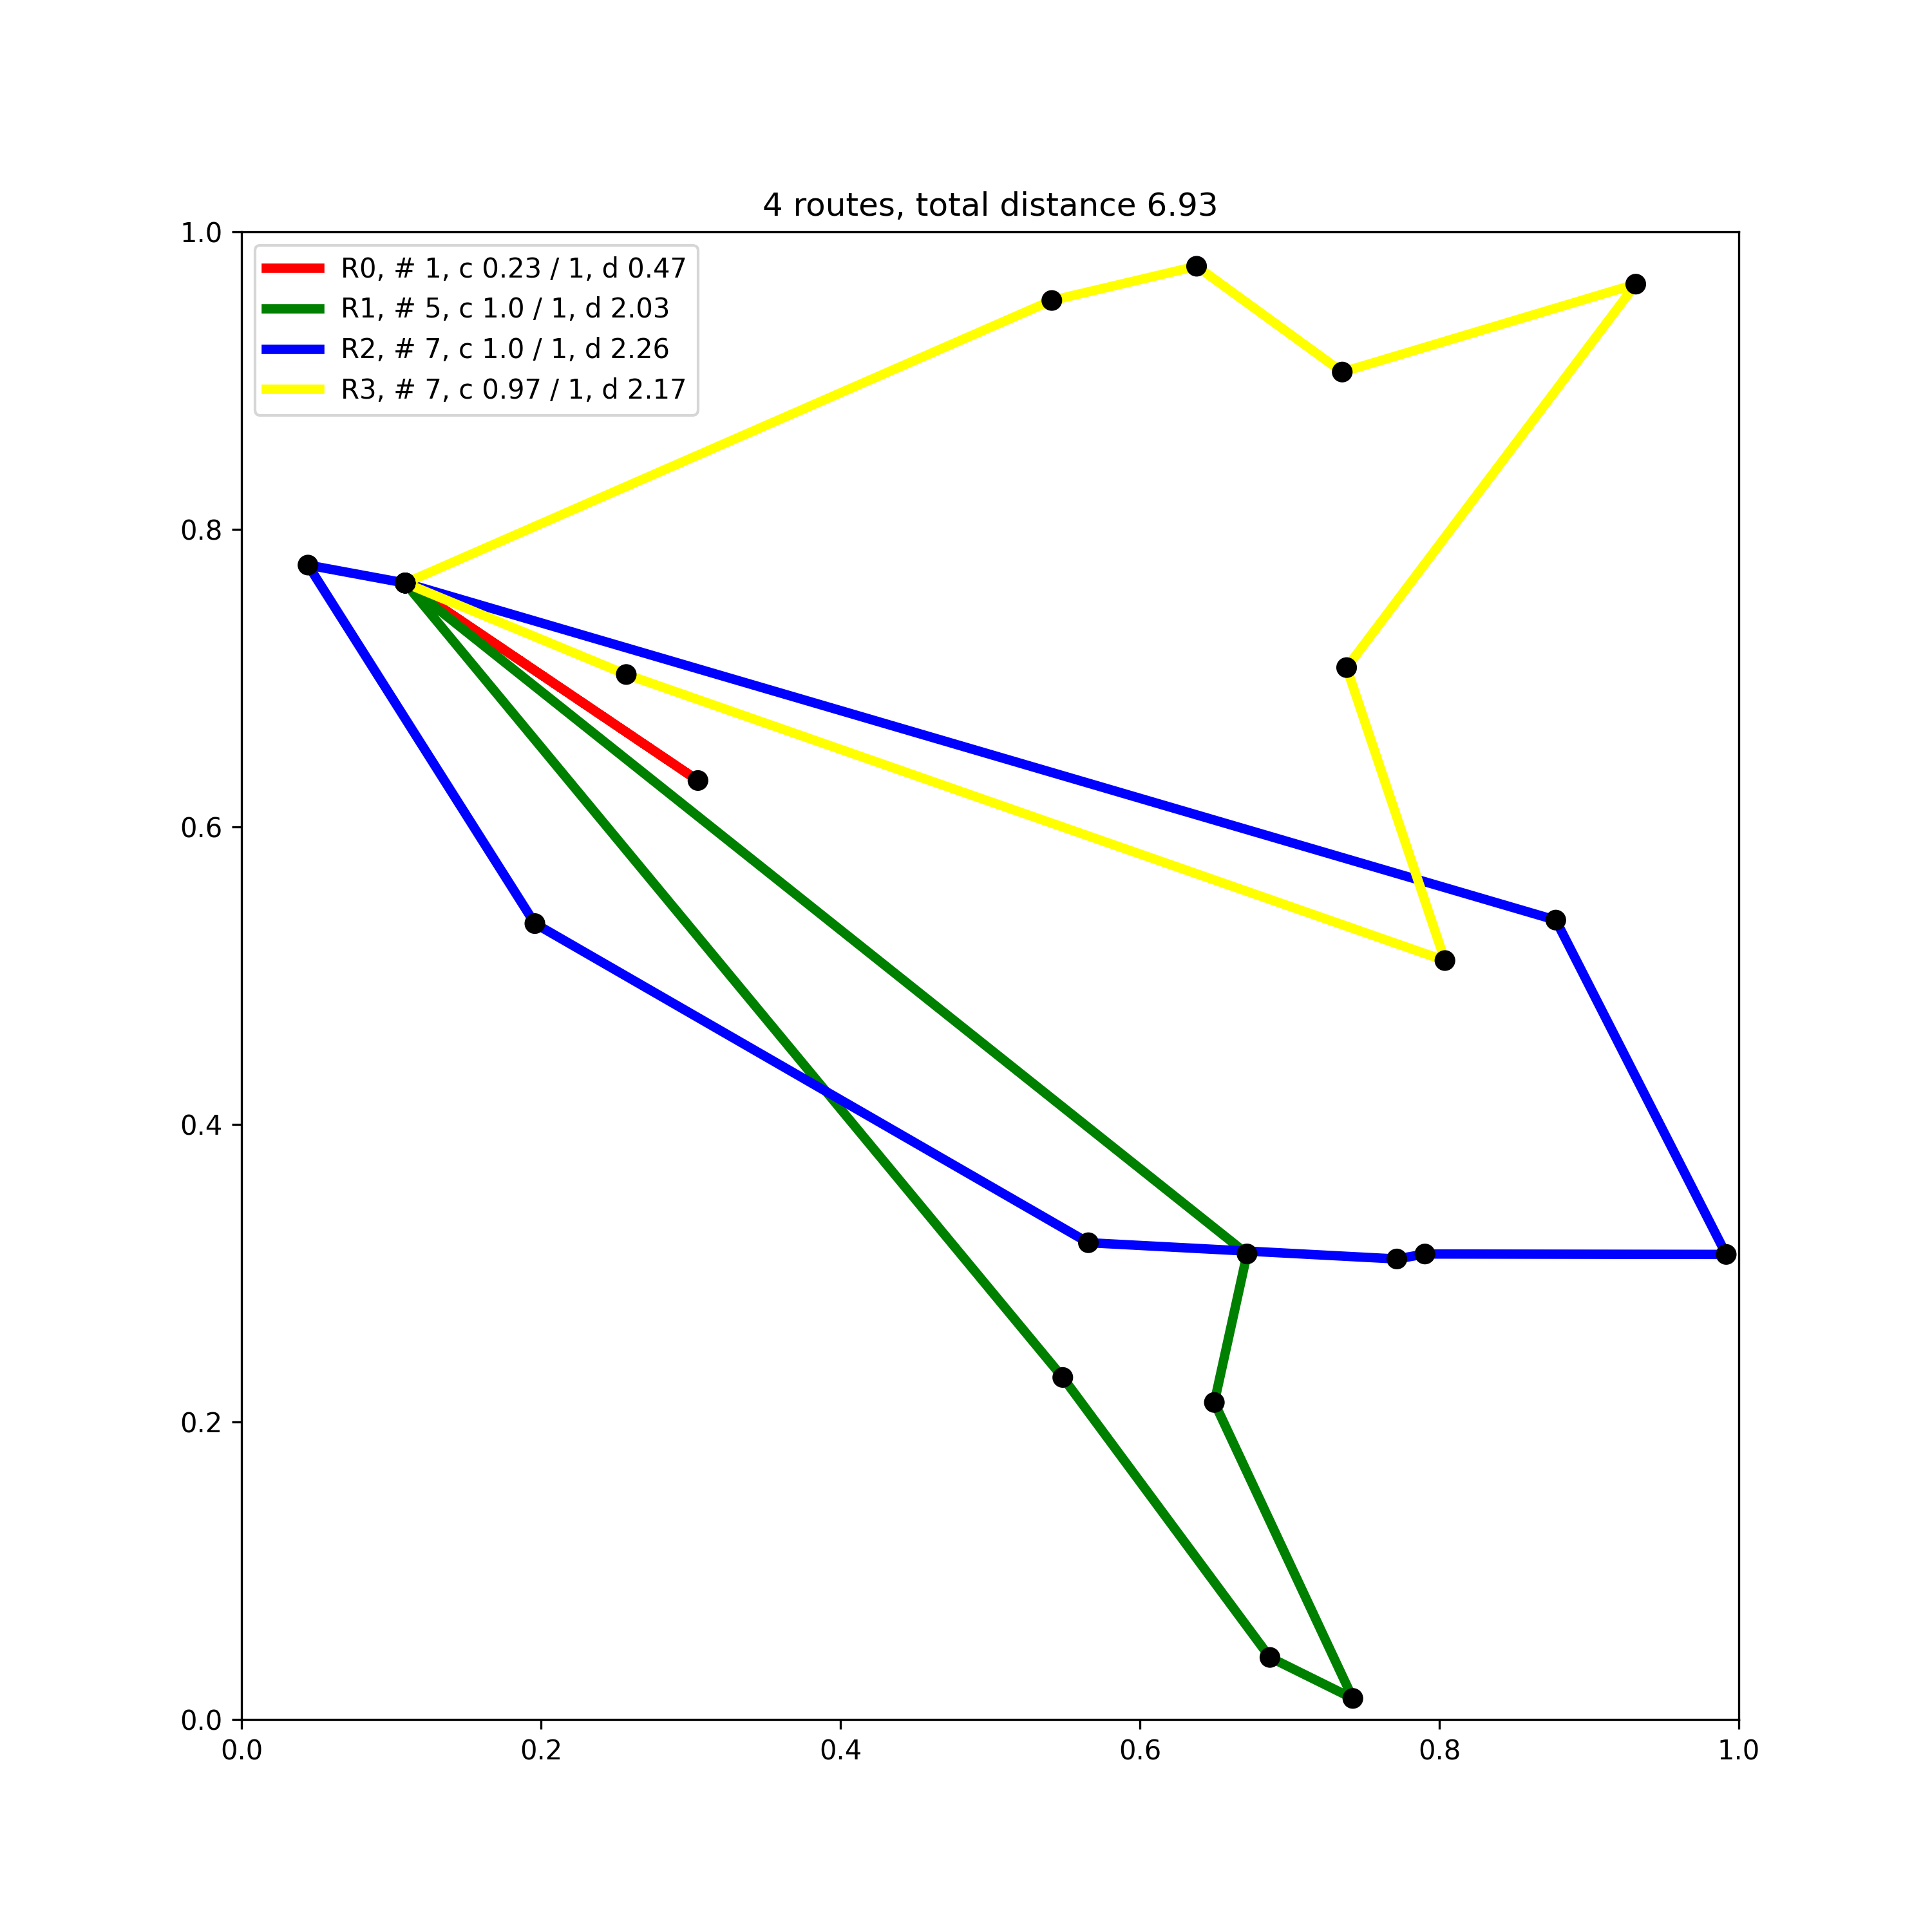 4 routes, total distance 6.93
1.0
R0, # 1, c 0.23 / 1, d 0.47
R1, # 5, c 1.0 / 1, d 2.03
R2, # 7, c 1.0 / 1, d 2.26
R3, # 7, c 0.97 / 1, d 2.17
0.8
0.6
0.4
0.2
0.0
0.0 0.2 0.4 0.6 0.8 1.0